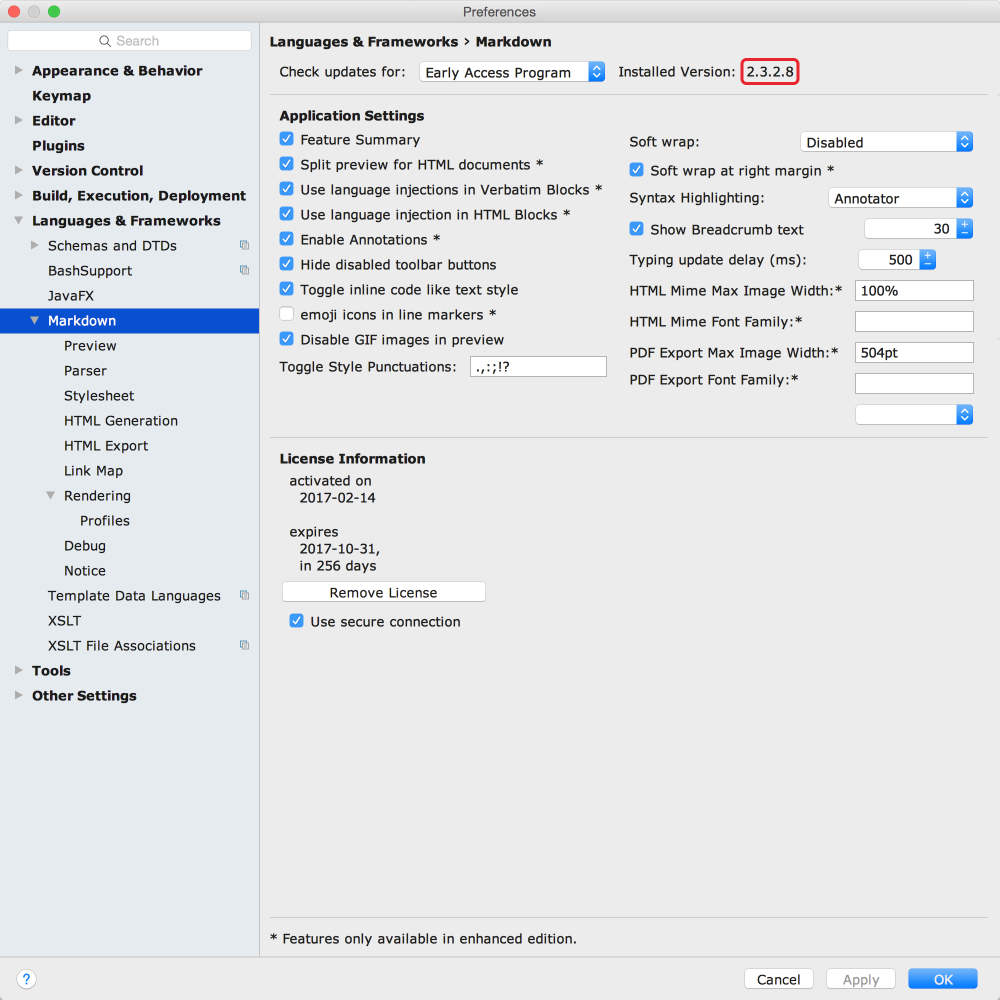 Preferences
Search
Appearance & Behavior
Keymap
Editor
Plugins
Version Control
Build, Execution, Deployment
Languages & Frameworks
Schemas and DTDs
BashSupport
JavaFX
Markdown
Preview
Parser
Stylesheet
HTML Generation
HTML Export
Link Map
Rendering
Profiles
Debug
Notice
Template Data Languages
XSLT
XSLT File Associations
Tools
Other Settings
Languages & Frameworks › Markdown
Check updates for: Early Access Program Installed Version: 2.3.2.8
Application Settings
Feature Summary
Split preview for HTML documents *
Use language injections in Verbatim Blocks *
Use language injection in HTML Blocks *
Enable Annotations *
Hide disabled toolbar buttons
Toggle inline code like text style
emoji icons in line markers *
Disable GIF images in preview
Toggle Style Punctuations: .,:;!?
Soft wrap: Disabled
Soft wrap at right margin *
Syntax Highlighting: Annotator
Show Breadcrumb text 30
Typing update delay (ms): 500
HTML Mime Max Image Width:* 100%
HTML Mime Font Family:*
PDF Export Max Image Width:* 504pt
PDF Export Font Family:*
License Information
activated on
2017-02-14
expires
2017-10-31,
in 256 days
Remove License
Use secure connection
* Features only available in enhanced edition.
? Cancel Apply OK